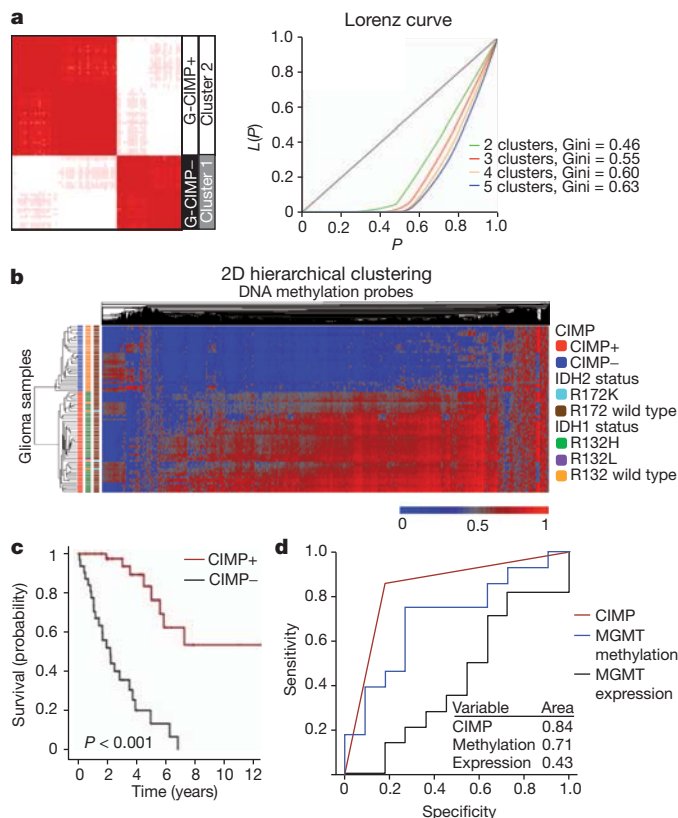 a
G-CIMP+
Cluster 2
G-CIMP−
Cluster 1
Lorenz curve
1.0
0.8
0.6
0.4
0.2
0
L(P)
0 0.2 0.4 0.6 0.8 1.0
P
2 clusters, Gini = 0.46
3 clusters, Gini = 0.55
4 clusters, Gini = 0.60
5 clusters, Gini = 0.63
b
2D hierarchical clustering
DNA methylation probes
Glioma samples
CIMP
CIMP+
CIMP−
IDH2 status
R172K
R172 wild type
IDH1 status
R132H
R132L
R132 wild type
0 0.5 1
c
1
0.8
0.6
0.4
0.2
0
Survival (probability)
CIMP+
CIMP−
P < 0.001
0 2 4 6 8 10 12
Time (years)
d
1.0
0.8
0.6
0.4
0.2
Sensitivity
CIMP
MGMT
methylation
MGMT
expression
Variable Area
CIMP 0.84
Methylation 0.71
Expression 0.43
0 0.2 0.4 0.6 0.8 1.0
Specificity